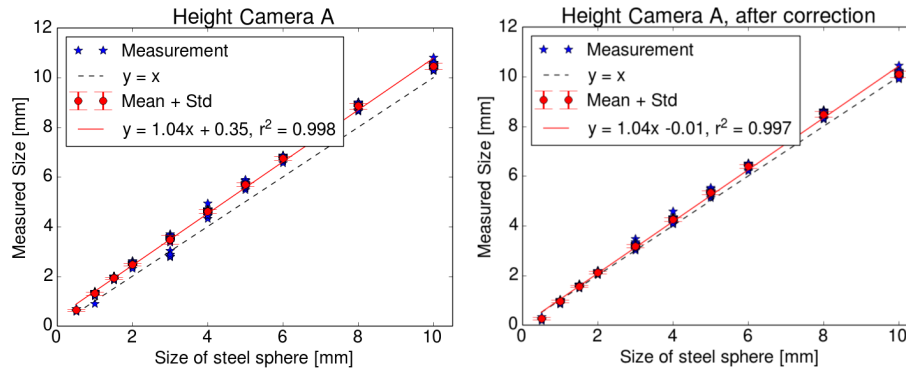 Height Camera A
12
10
8
6
4
2
0
Measured Size [mm]
Measurement
y = x
Mean + Std
y = 1.04x + 0.35, r² = 0.998
0 2 4 6 8 10
Size of steel sphere [mm]
Height Camera A, after correction
12
10
8
6
4
2
0
Measured Size [mm]
Measurement
y = x
Mean + Std
y = 1.04x -0.01, r² = 0.997
0 2 4 6 8 10
Size of steel sphere [mm]